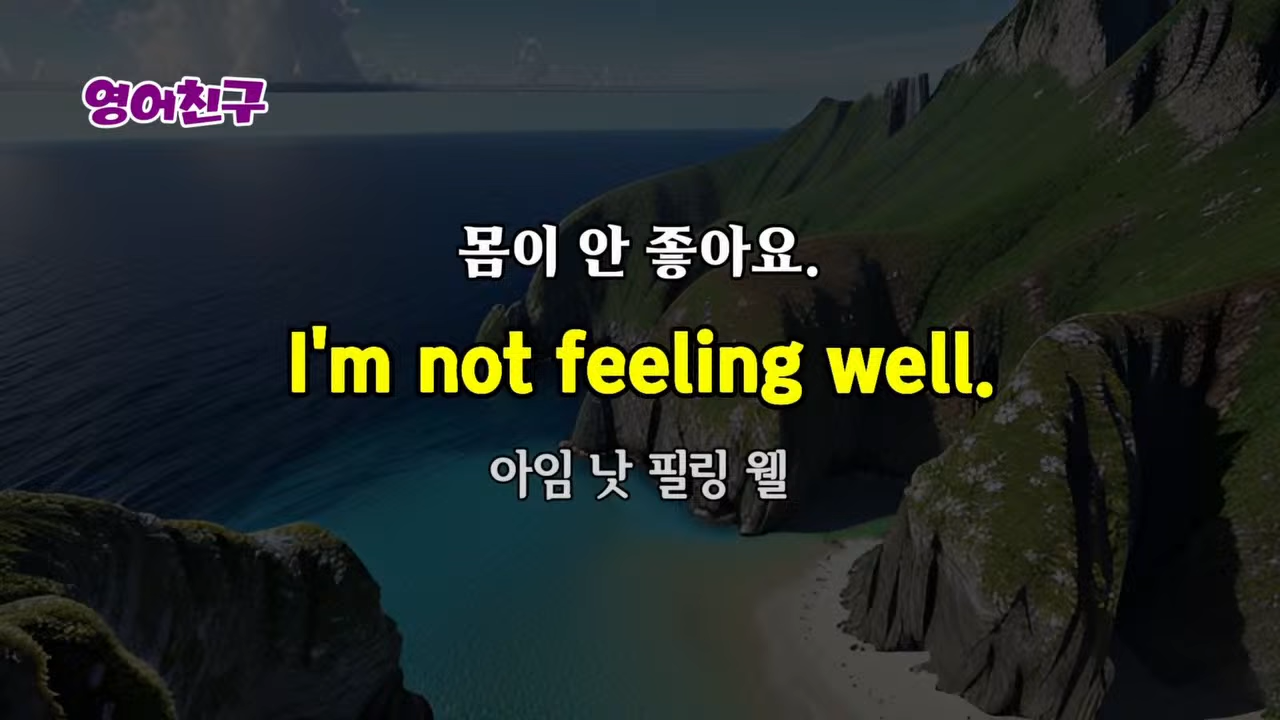 영어친구
몸이 안 좋아요.
I'm not feeling well.
아임 낫 필링 웰